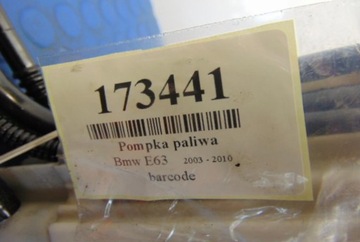 173441
Pompka paliwa
Bmw E63 2003 - 2010
barcode